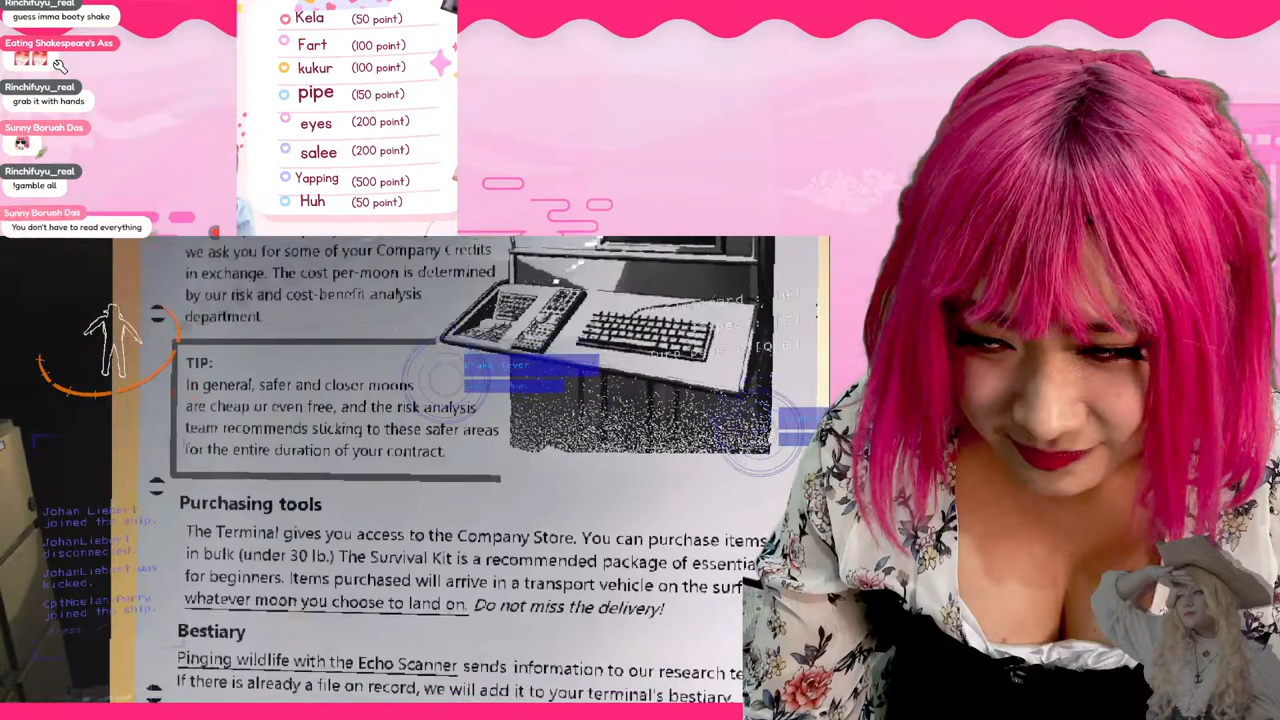 Rinchifuyu_real
guess imma booty shake
Eating Shakespeare's Ass
Rinchifuyu_real
grab it with hands
Sunny Boruah Das
Rinchifuyu_real
!gamble all
Sunny Boruah Das
You don't have to read everything
Kela (50 point)
Fart (100 point)
kukur (100 point)
pipe (150 point)
eyes (200 point)
salee (200 point)
Yapping (500 point)
Huh (50 point)
we ask you for some of your Company Credits
in exchange. The cost per-moon is determined
by our risk and cost-benefit analysis
department.
TIP:
In general, safer and closer moons
are cheap or even free, and the risk analysis
team recommends sticking to these safer areas
for the entire duration of your contract.
Purchasing tools
The Terminal gives you access to the Company Store. You can purchase items
in bulk (under 30 lb.) The Survival Kit is a recommended package of
for beginners. Items purchased will arrive in a transport vehicle on the
whatever moon you choose to land on. Do not miss the delivery!
Bestiary
Pinging wildlife with the Echo Scanner sends information to our research
If there is already a file on record, we will add it to your terminal's bestiary.
Johan Liebert
joined the ship.
JohanLiebert
disconnected.
JohanLiebert was
kicked.
joined the ship.